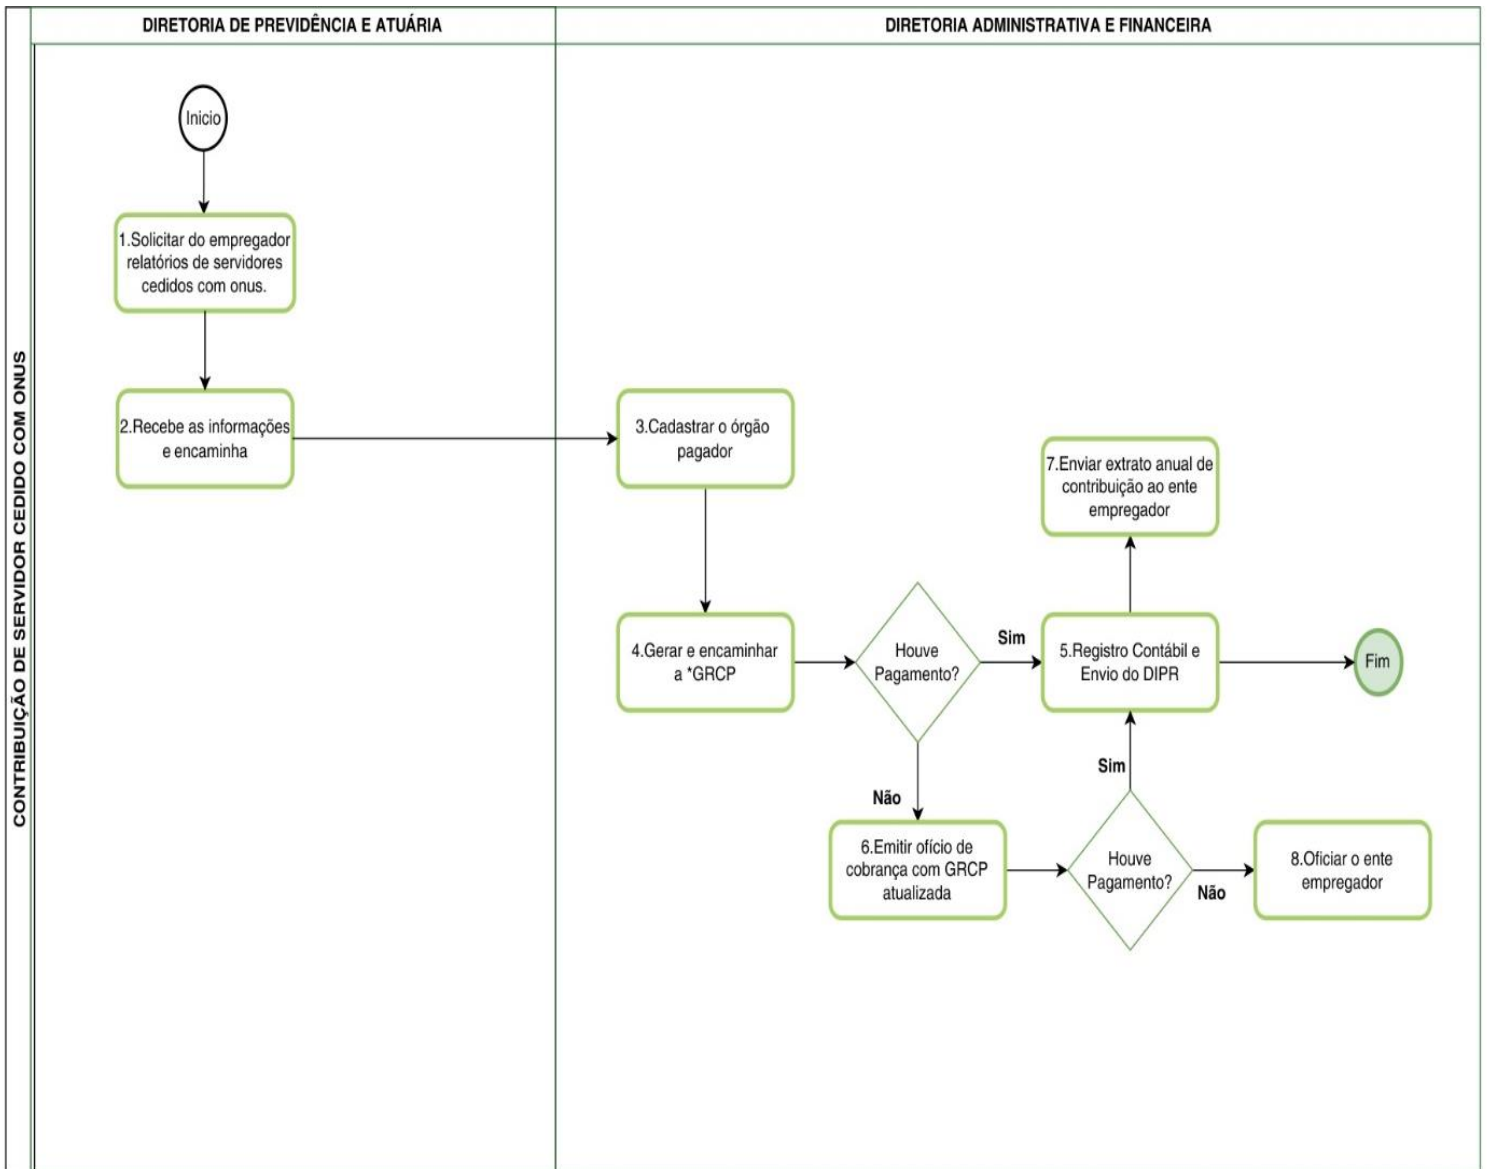 DIRETORIA DE PREVIDÊNCIA E ATUÁRIA
DIRETORIA ADMINISTRATIVA E FINANCEIRA
CONTRIBUIÇÃO DE SERVIDOR CEDIDO COM ONUS
Inicio
1.Solicitar do empregador
relatórios de servidores
cedidos com onus.
2.Recebe as informações
e encaminha
3.Cadastrar o órgão
pagador
4.Gerar e encaminhar
a *GRCP
Houve
Pagamento?
Sim
Não
5.Registro Contábil e
Envio do DIPR
7.Enviar extrato anual de
contribuição ao ente
empregador
Fim
6.Emitir ofício de
cobrança com GRCP
atualizada
Houve
Pagamento?
Sim
Não
8.Oficiar o ente
empregador